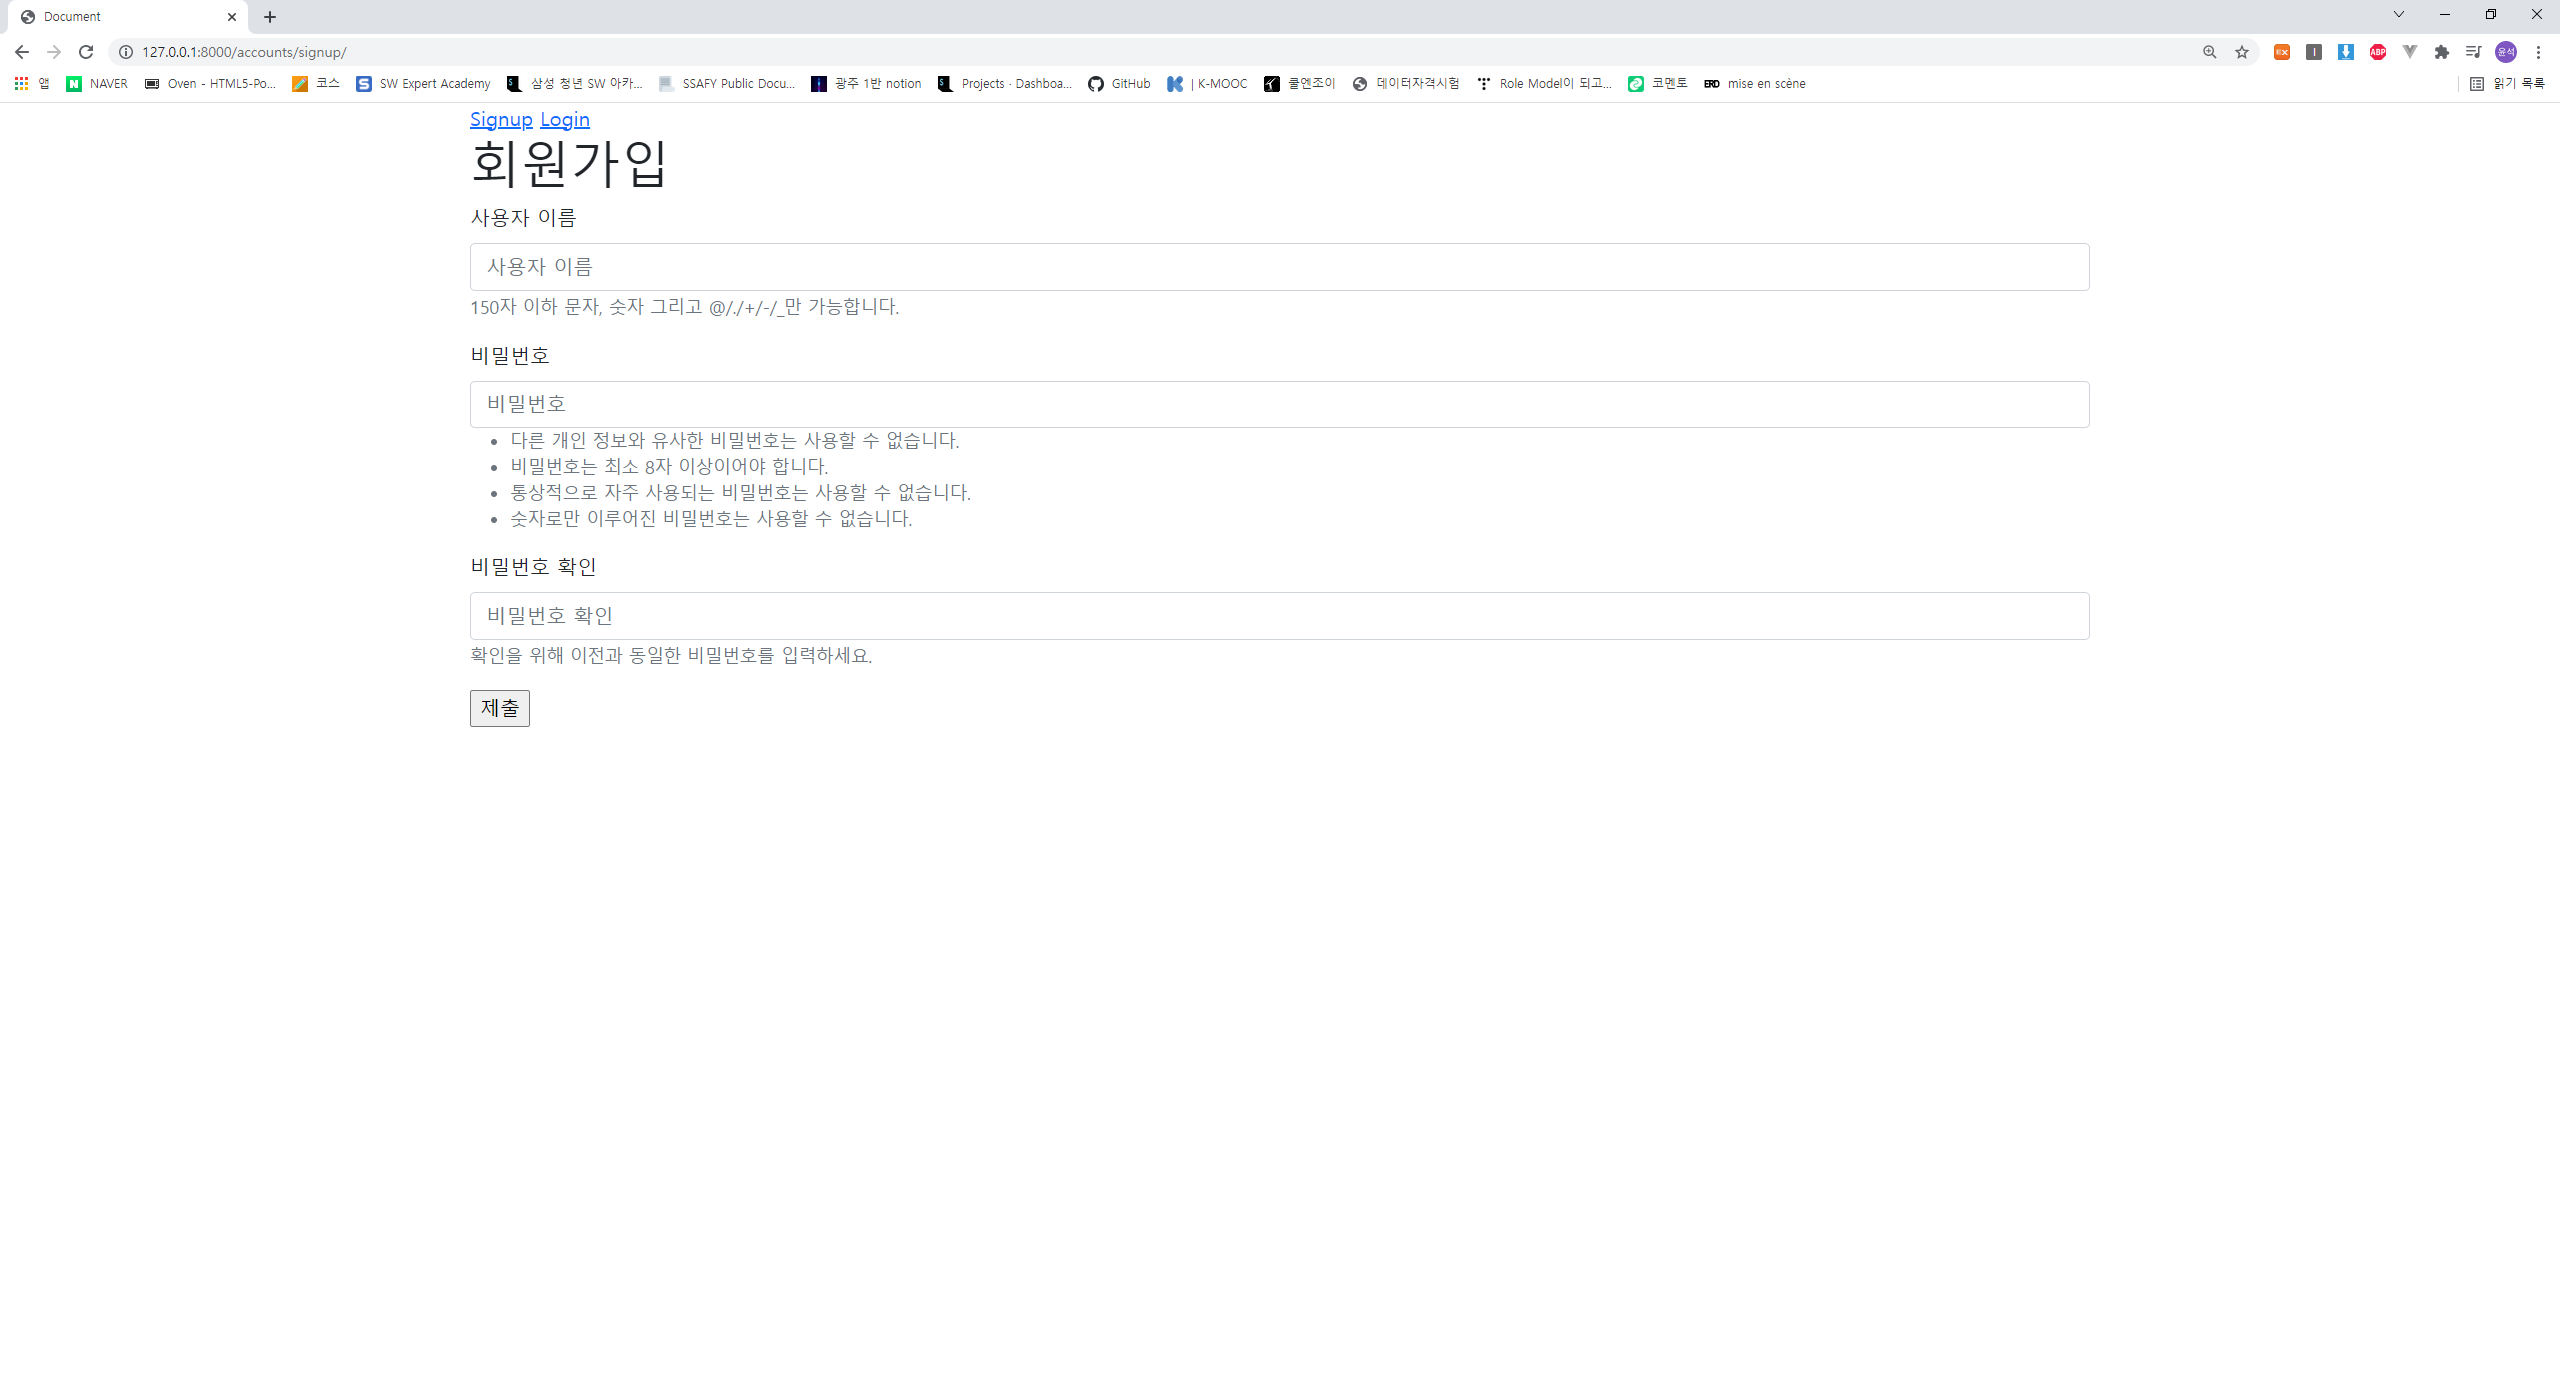 Document
127.0.0.1:8000/accounts/signup/
EX ABP 윤석
앱 NAVER Oven - HTML5-Po... 코스 SW Expert Academy 삼성 청년 SW 아카... SSAFY Public Docu... 광주 1반 notion Projects · Dashboa... GitHub | K-MOOC 쿨엔조이 데이터자격시험 Role Model이 되고... 코멘토 ERD mise en scène 읽기 목록
Signup Login
회원가입
사용자 이름
사용자 이름
150자 이하 문자, 숫자 그리고 @/./+/-/_만 가능합니다.
비밀번호
비밀번호
• 다른 개인 정보와 유사한 비밀번호는 사용할 수 없습니다.
• 비밀번호는 최소 8자 이상이어야 합니다.
• 통상적으로 자주 사용되는 비밀번호는 사용할 수 없습니다.
• 숫자로만 이루어진 비밀번호는 사용할 수 없습니다.
비밀번호 확인
비밀번호 확인
확인을 위해 이전과 동일한 비밀번호를 입력하세요.
제출